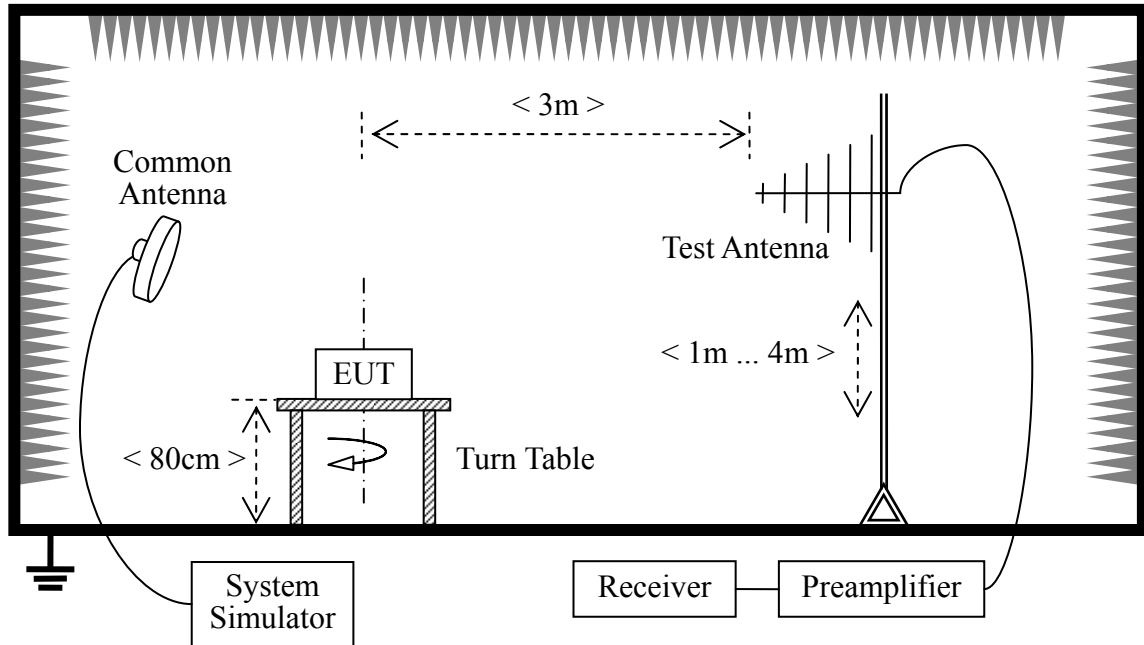 < 3m >
Common
Antenna
Test Antenna
< 1m ... 4m >
EUT
< 80cm >
Turn Table
System
Simulator
Receiver
Preamplifier